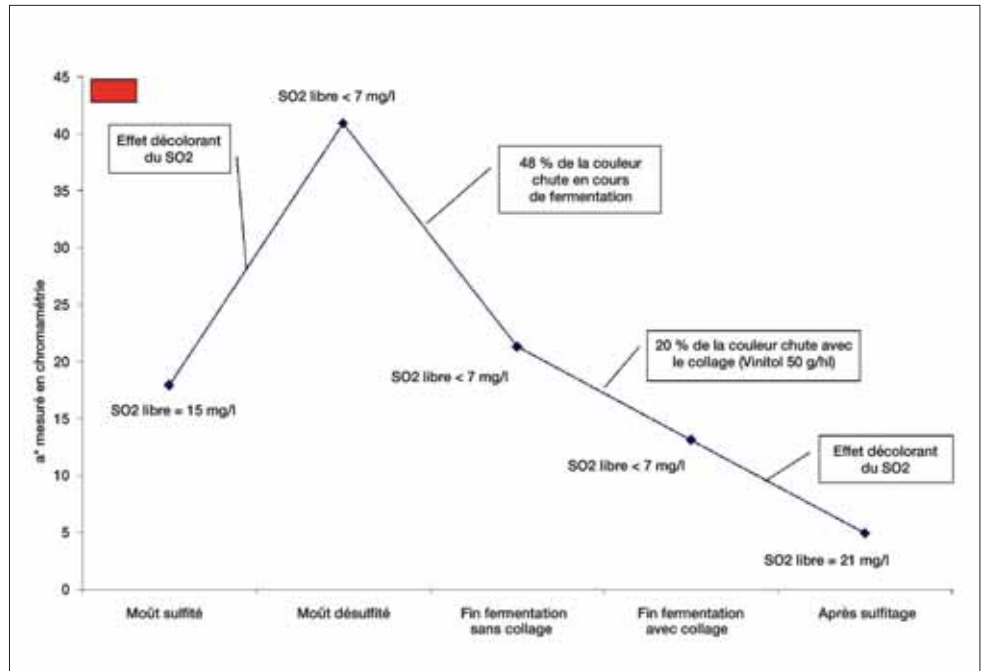 45
40
35
30
25
20
15
10
5
0
a* mesuré en chromamétrie
SO2 libre < 7 mg/l
Effet décolorant
du SO2
48 % de la couleur
chute en cours
de fermentation
20 % de la couleur chute avec
le collage (Vinitol 50 g/hl)
SO2 libre < 7 mg/l
SO2 libre = 15 mg/l
Effet décolorant
du SO2
SO2 libre < 7 mg/l
SO2 libre = 21 mg/l
Moût sulfité
Moût désulfité
Fin fermentation
sans collage
Fin fermentation
avec collage
Après sulfitage